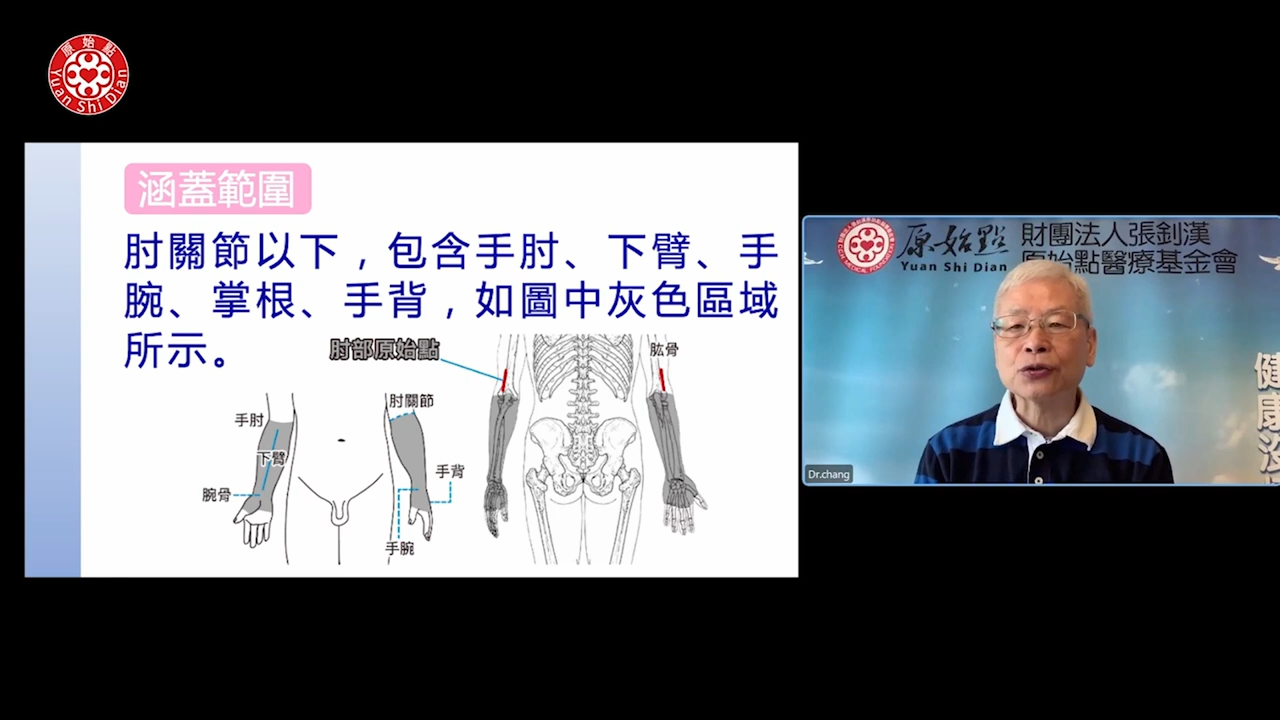 原始點
Yuan Shi Dian
涵蓋範圍
肘關節以下，包含手肘、下臂、手
腕、掌根、手背，如圖中灰色區域
所示。
肘部原始點
肱骨
肘關節
手肘
下臂
手背
腕骨
手腕
原始點
Yuan Shi Dian
財團法人張釗漢
原始點醫療基金會
健康沒
Dr.chang